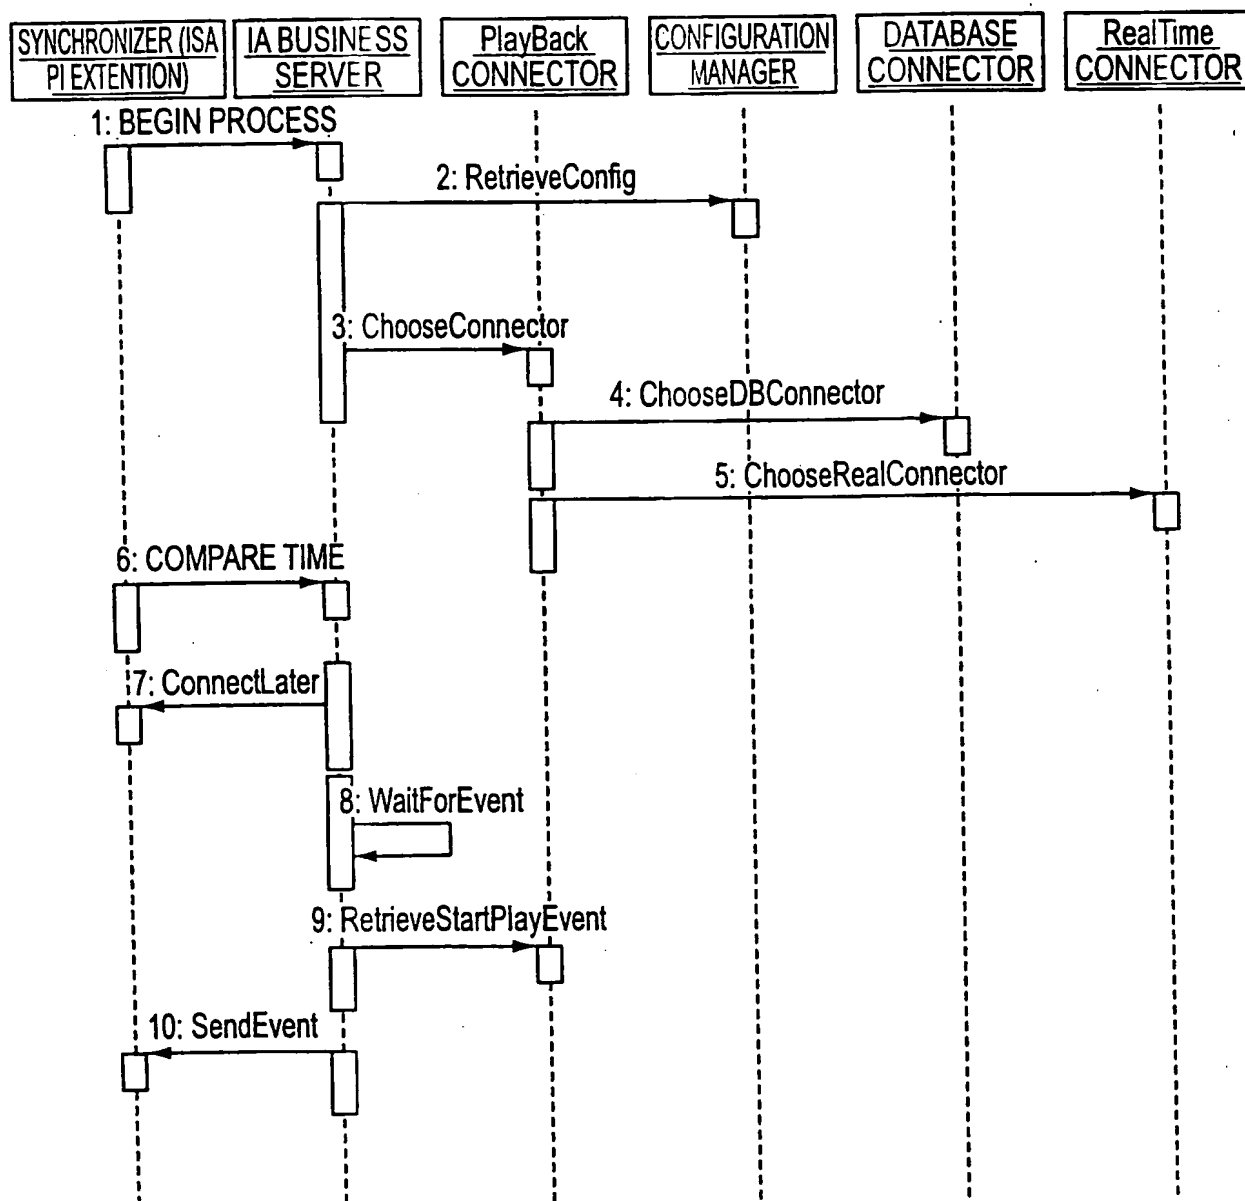 SYNCHRONIZER (ISA
PI EXTENTION)
IA BUSINESS
SERVER
PlayBack
CONNECTOR
CONFIGURATION
MANAGER
DATABASE
CONNECTOR
RealTime
CONNECTOR
1: BEGIN PROCESS
2: RetrieveConfig
3: ChooseConnector
4: ChooseDBConnector
5: ChooseRealConnector
6: COMPARE TIME
7: ConnectLater
8: WaitForEvent
9: RetrieveStartPlayEvent
10: SendEvent